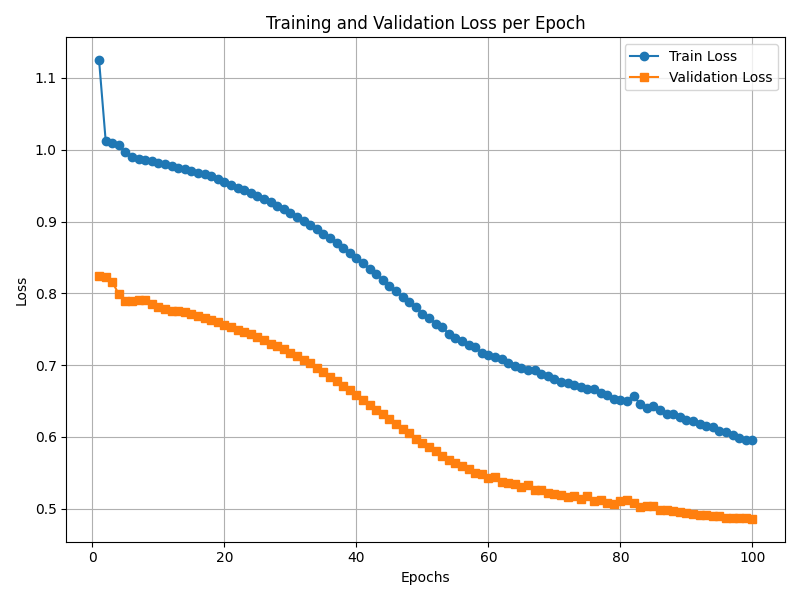 Training and Validation Loss per Epoch
Train Loss
Validation Loss
1.1
1.0
0.9
0.8
0.7
0.6
0.5
Loss
0 20 40 60 80 100
Epochs